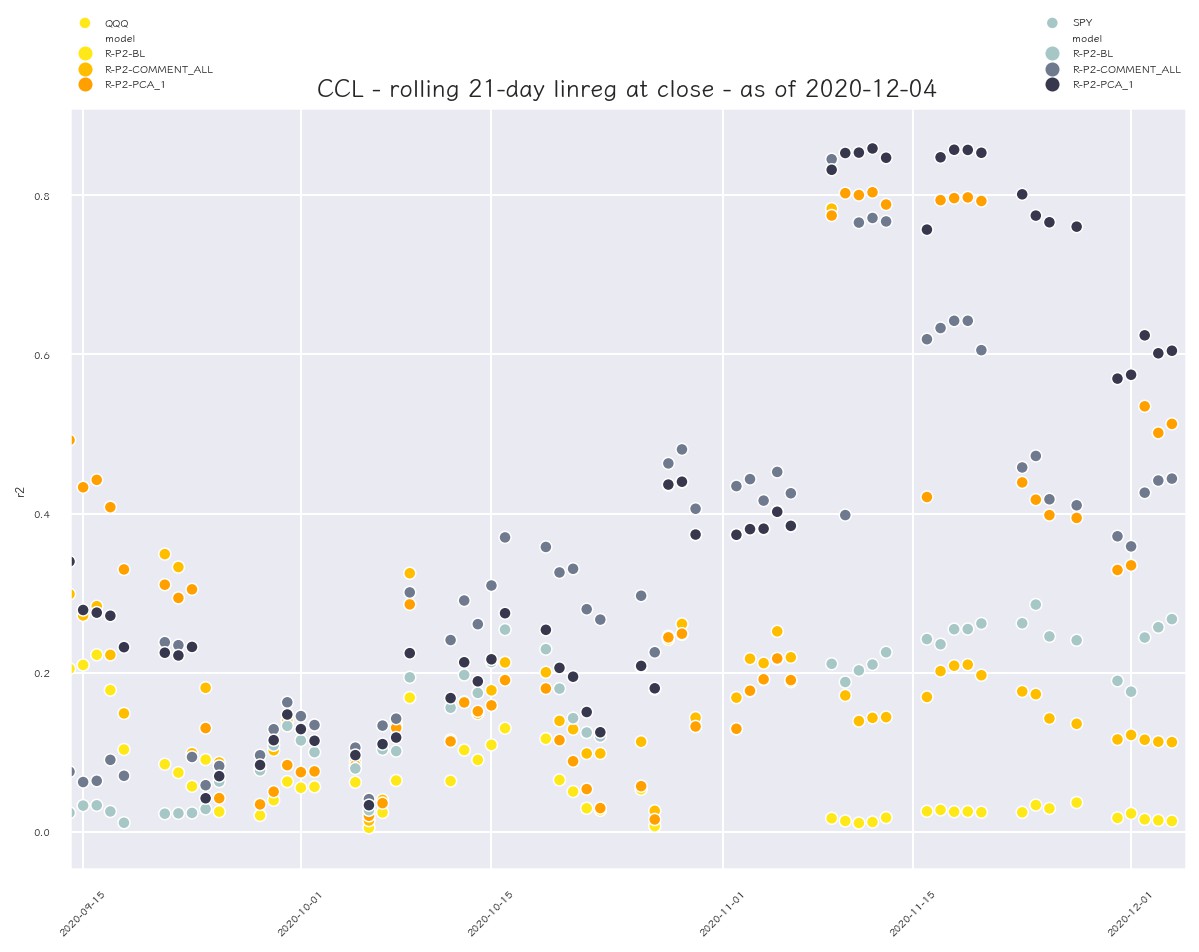 QQQ
model
R-P2-BL
R-P2-COMMENT_ALL
R-P2-PCA_1
SPY
model
R-P2-BL
R-P2-COMMENT_ALL
R-P2-PCA_1
CCL - rolling 21-day linreg at close - as of 2020-12-04
r2
0.8
0.6
0.4
0.2
0.0
2020-09-15
2020-10-01
2020-10-15
2020-11-01
2020-11-15
2020-12-01